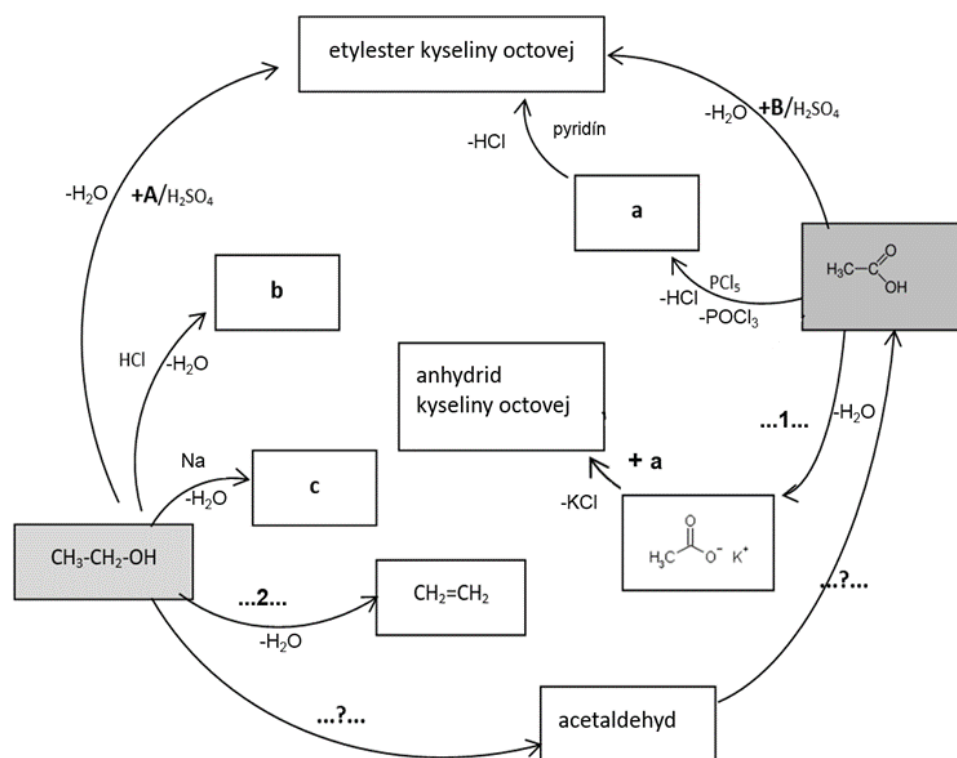 etylester kyseliny octovej
-H₂O +A/H₂SO₄
-HCl
pyridín
-H₂O +B/H₂SO₄
a
H₃C—C
O
OH
PCl₅
-HCl
-POCl₃
b
HCl
-H₂O
anhydrid
kyseliny octovej
...1...
-H₂O
+ a
-KCl
H₃C
O
O⁻ K⁺
Na
-H₂O
c
CH₃-CH₂-OH
...2...
-H₂O
CH₂=CH₂
...?...
...?...
acetaldehyd